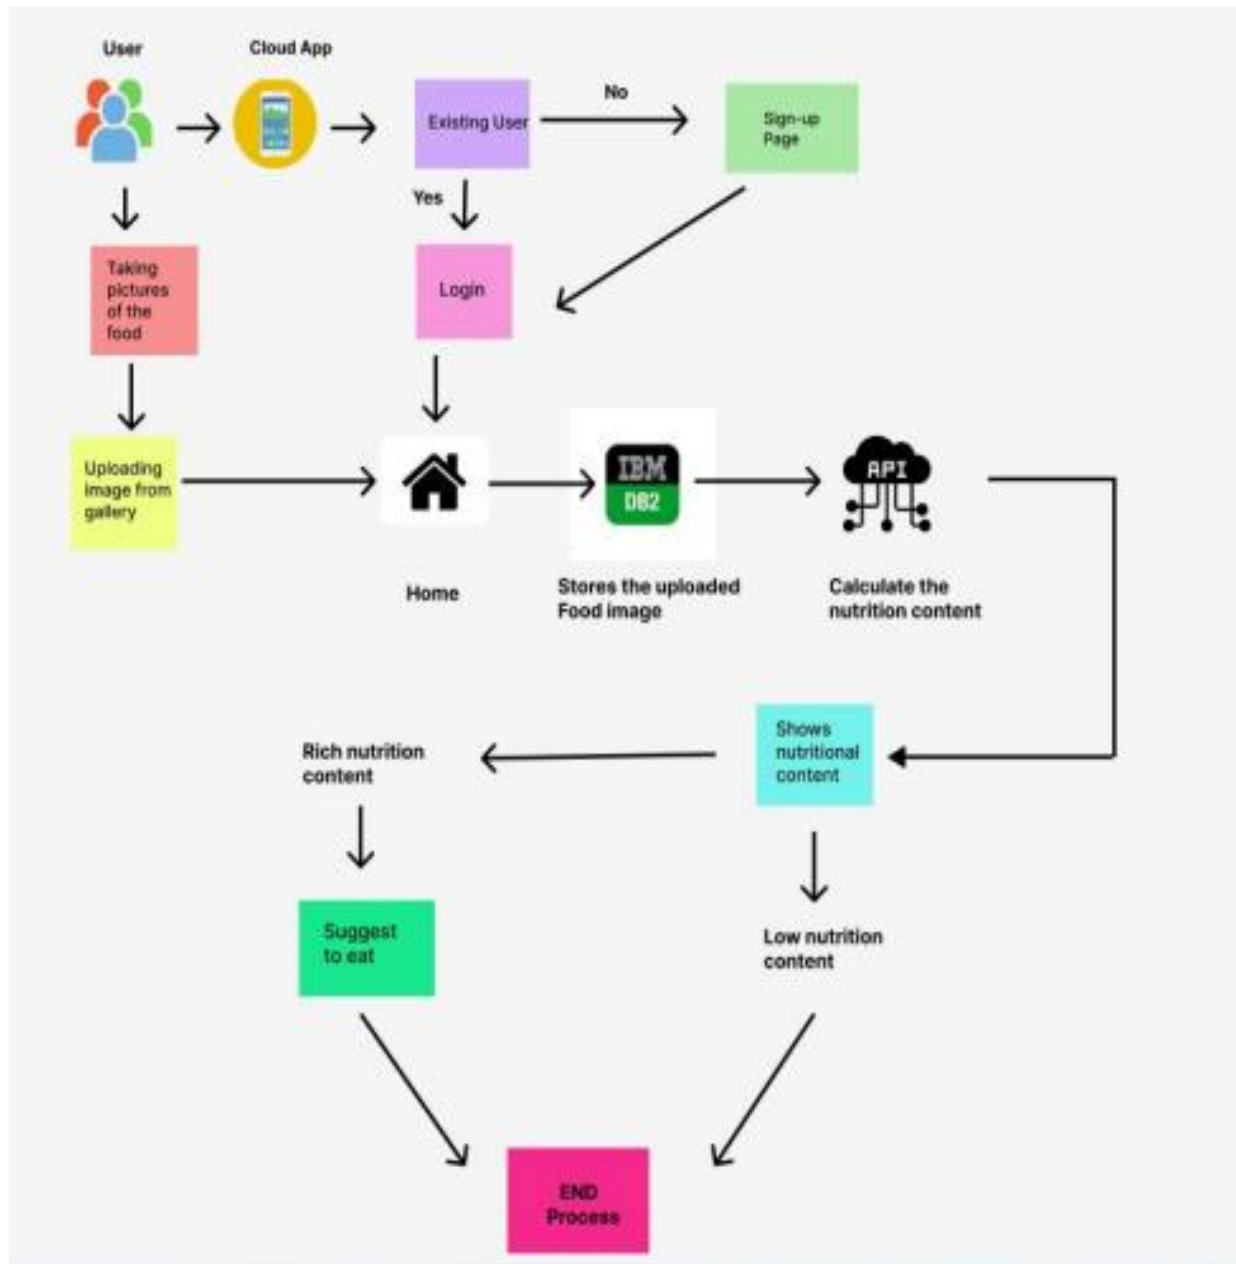 User
Cloud App
Existing User
No
Sign-up
Page
Yes
Taking
pictures
of the
food
Login
Uploading
image from
gallery
IBM
DB2
API
Home
Stores the uploaded
Food image
Calculate the
nutrition content
Shows
nutritional
content
Rich nutrition
content
Suggest
to eat
Low nutrition
content
END
Process